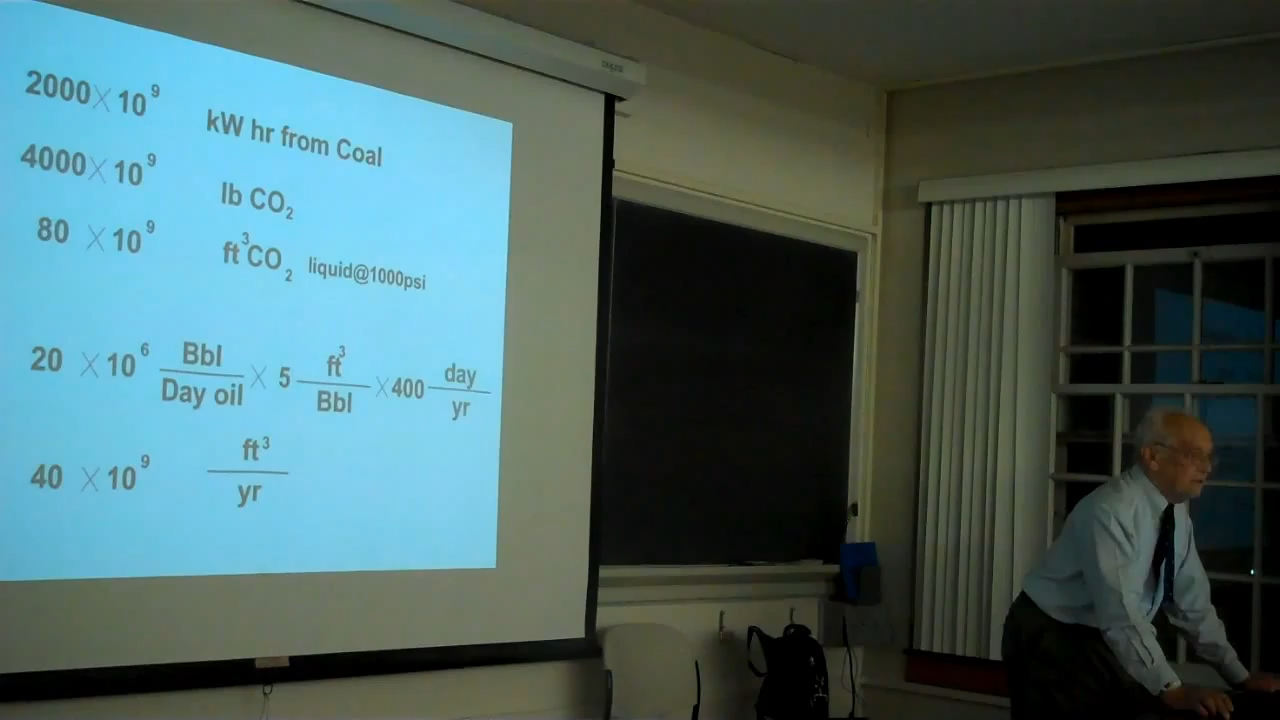 2000×10⁹ kW hr from Coal
4000×10⁹ lb CO₂
80 ×10⁹ ft³CO₂ liquid@1000psi
20 ×10⁶ Bbl/Day oil × 5 ft³/Bbl ×400 day/yr
40 ×10⁹ ft³/yr